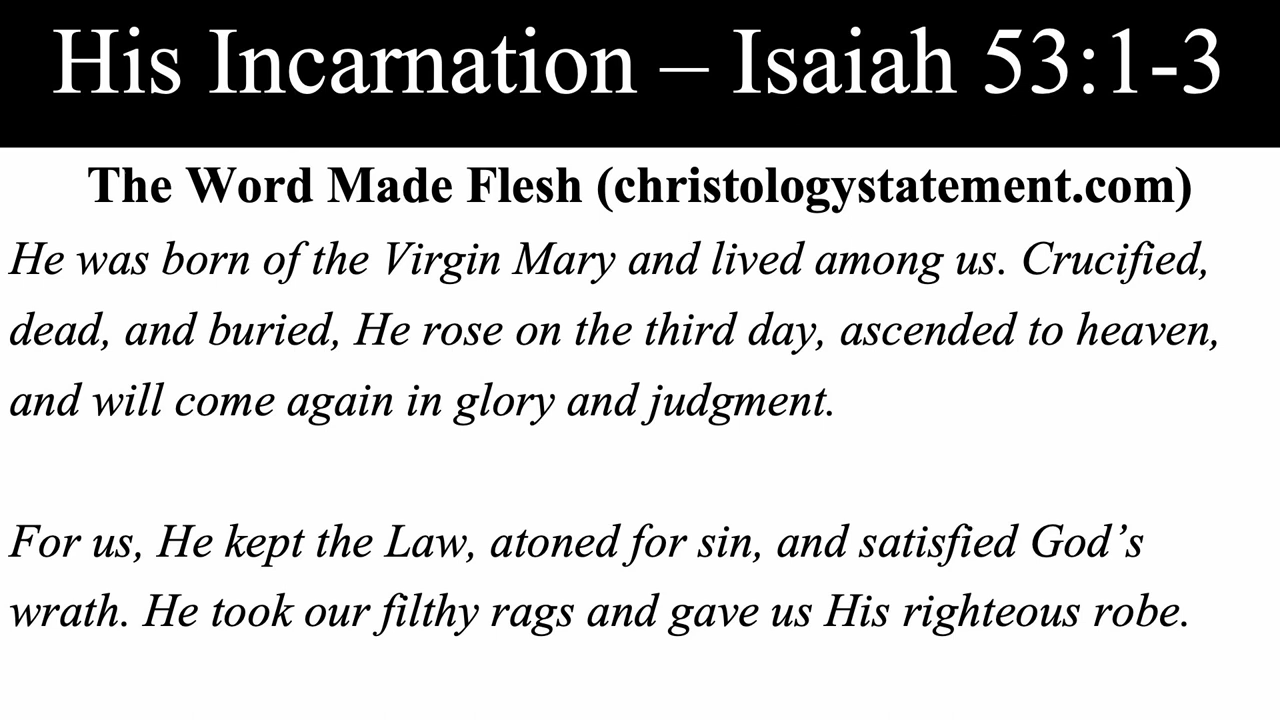 His Incarnation – Isaiah 53:1-3
The Word Made Flesh (christologystatement.com)
He was born of the Virgin Mary and lived among us. Crucified,
dead, and buried, He rose on the third day, ascended to heaven,
and will come again in glory and judgment.
For us, He kept the Law, atoned for sin, and satisfied God’s
wrath. He took our filthy rags and gave us His righteous robe.